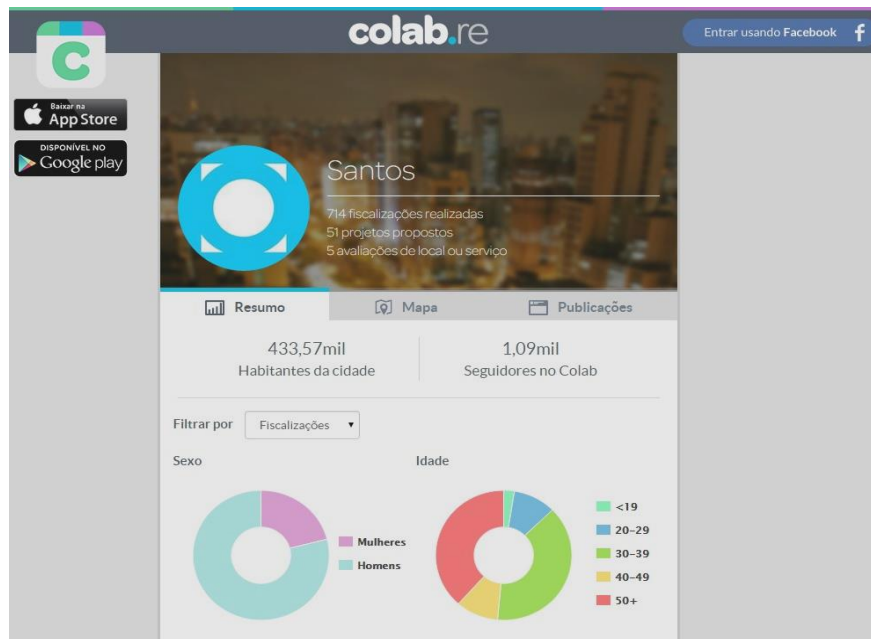 colab.re
Entrar usando Facebook f
C
Baixar na
App Store
DISPONÍVEL NO
Google play
Santos
714 fiscalizações realizadas
51 projetos propostos
5 avaliações de local ou serviço
Resumo
Mapa
Publicações
433,57mil
Habitantes da cidade
1,09mil
Seguidores no Colab
Filtrar por
Fiscalizações
Sexo
Mulheres
Homens
Idade
<19
20-29
30-39
40-49
50+